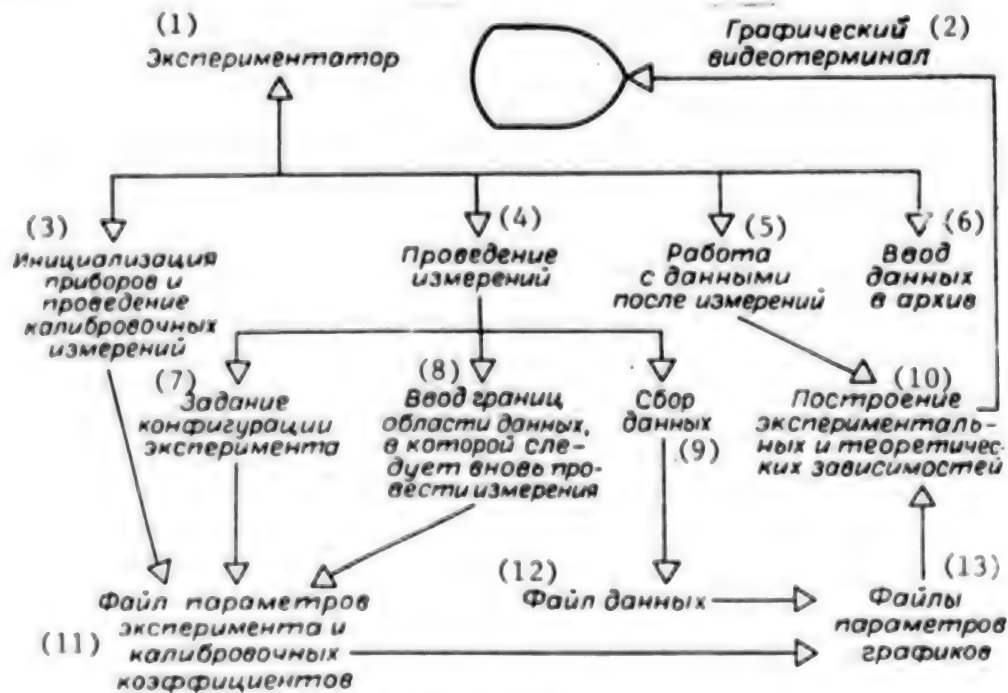 (1)
Экспериментатор
Графический (2)
видеотерминал
(3)
Инициализация
приборов и
проведение
калибровочных
измерений
(4)
Проведение
измерений
(5)
Работа
с данными
после измерений
(6)
Ввод
данных
в архив
(7)
Задание
конфигурации
эксперимента
(8)
Ввод границ
области данных,
в которой сле-
дует вновь про-
вести измерения
Сбор
данных
(9)
(10)
Построение
эксперименталь-
ных и теоретичес-
ких зависимостей
(11)
Файл параметров
эксперимента и
калибровочных
коэффициентов
(12)
Файл данных
(13)
Файлы
параметров
графиков